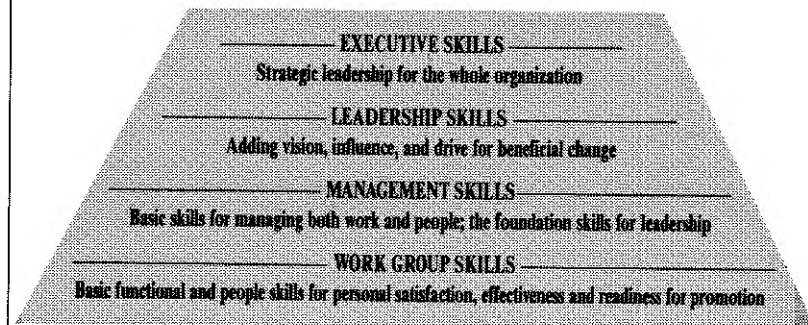 EXECUTIVE SKILLS
Strategic leadership for the whole organization
LEADERSHIP SKILLS
Adding vision, influence, and drive for beneficial change
MANAGEMENT SKILLS
Basic skills for managing both work and people; the foundation skills for leadership
WORK GROUP SKILLS
Basic functional and people skills for personal satisfaction, effectiveness and readiness for promotion